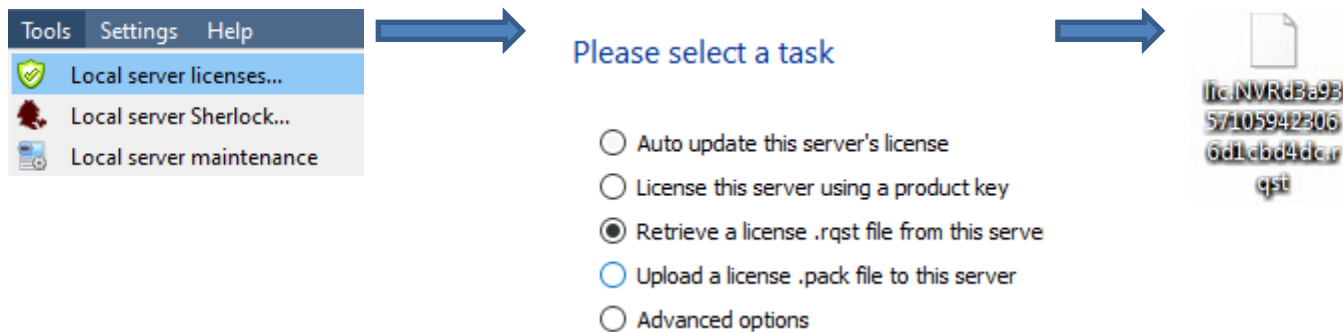 Tools Settings Help
Local server licenses...
Local server Sherlock...
Local server maintenance
Please select a task
Auto update this server's license
License this server using a product key
Retrieve a license .rqst file from this serve
Upload a license .pack file to this server
Advanced options
lic.NVRd3a93
571059423066
6d1cbd4dc.r
qst